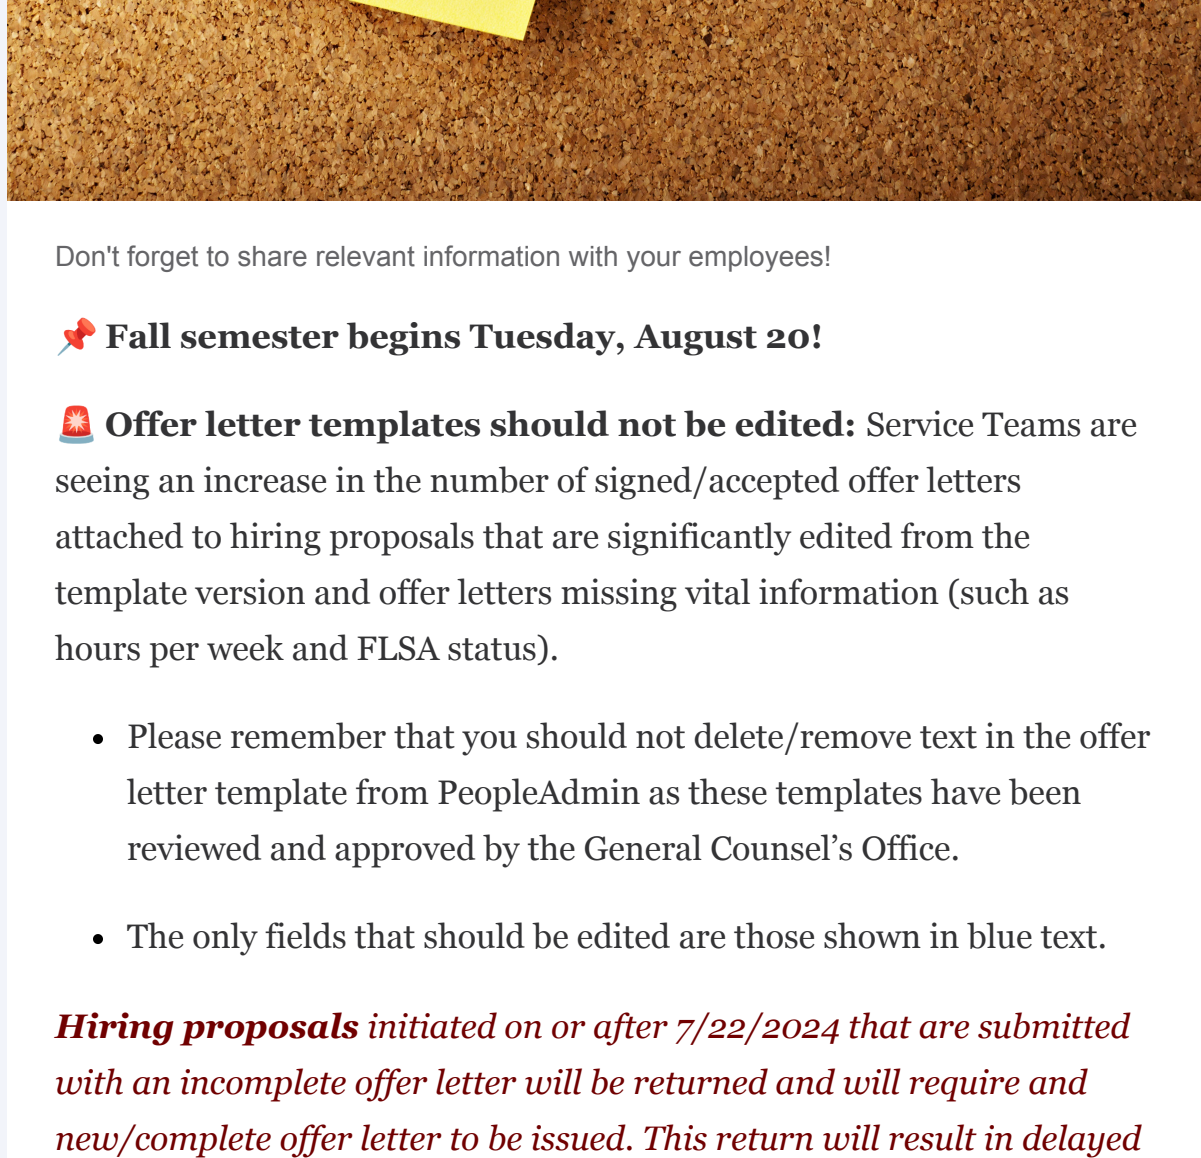 Don't forget to share relevant information with your employees!
📌 Fall semester begins Tuesday, August 20!
🚨 Offer letter templates should not be edited: Service Teams are
seeing an increase in the number of signed/accepted offer letters
attached to hiring proposals that are significantly edited from the
template version and offer letters missing vital information (such as
hours per week and FLSA status).
• Please remember that you should not delete/remove text in the offer
letter template from PeopleAdmin as these templates have been
reviewed and approved by the General Counsel’s Office.
• The only fields that should be edited are those shown in blue text.
Hiring proposals initiated on or after 7/22/2024 that are submitted
with an incomplete offer letter will be returned and will require and
new/complete offer letter to be issued. This return will result in delayed